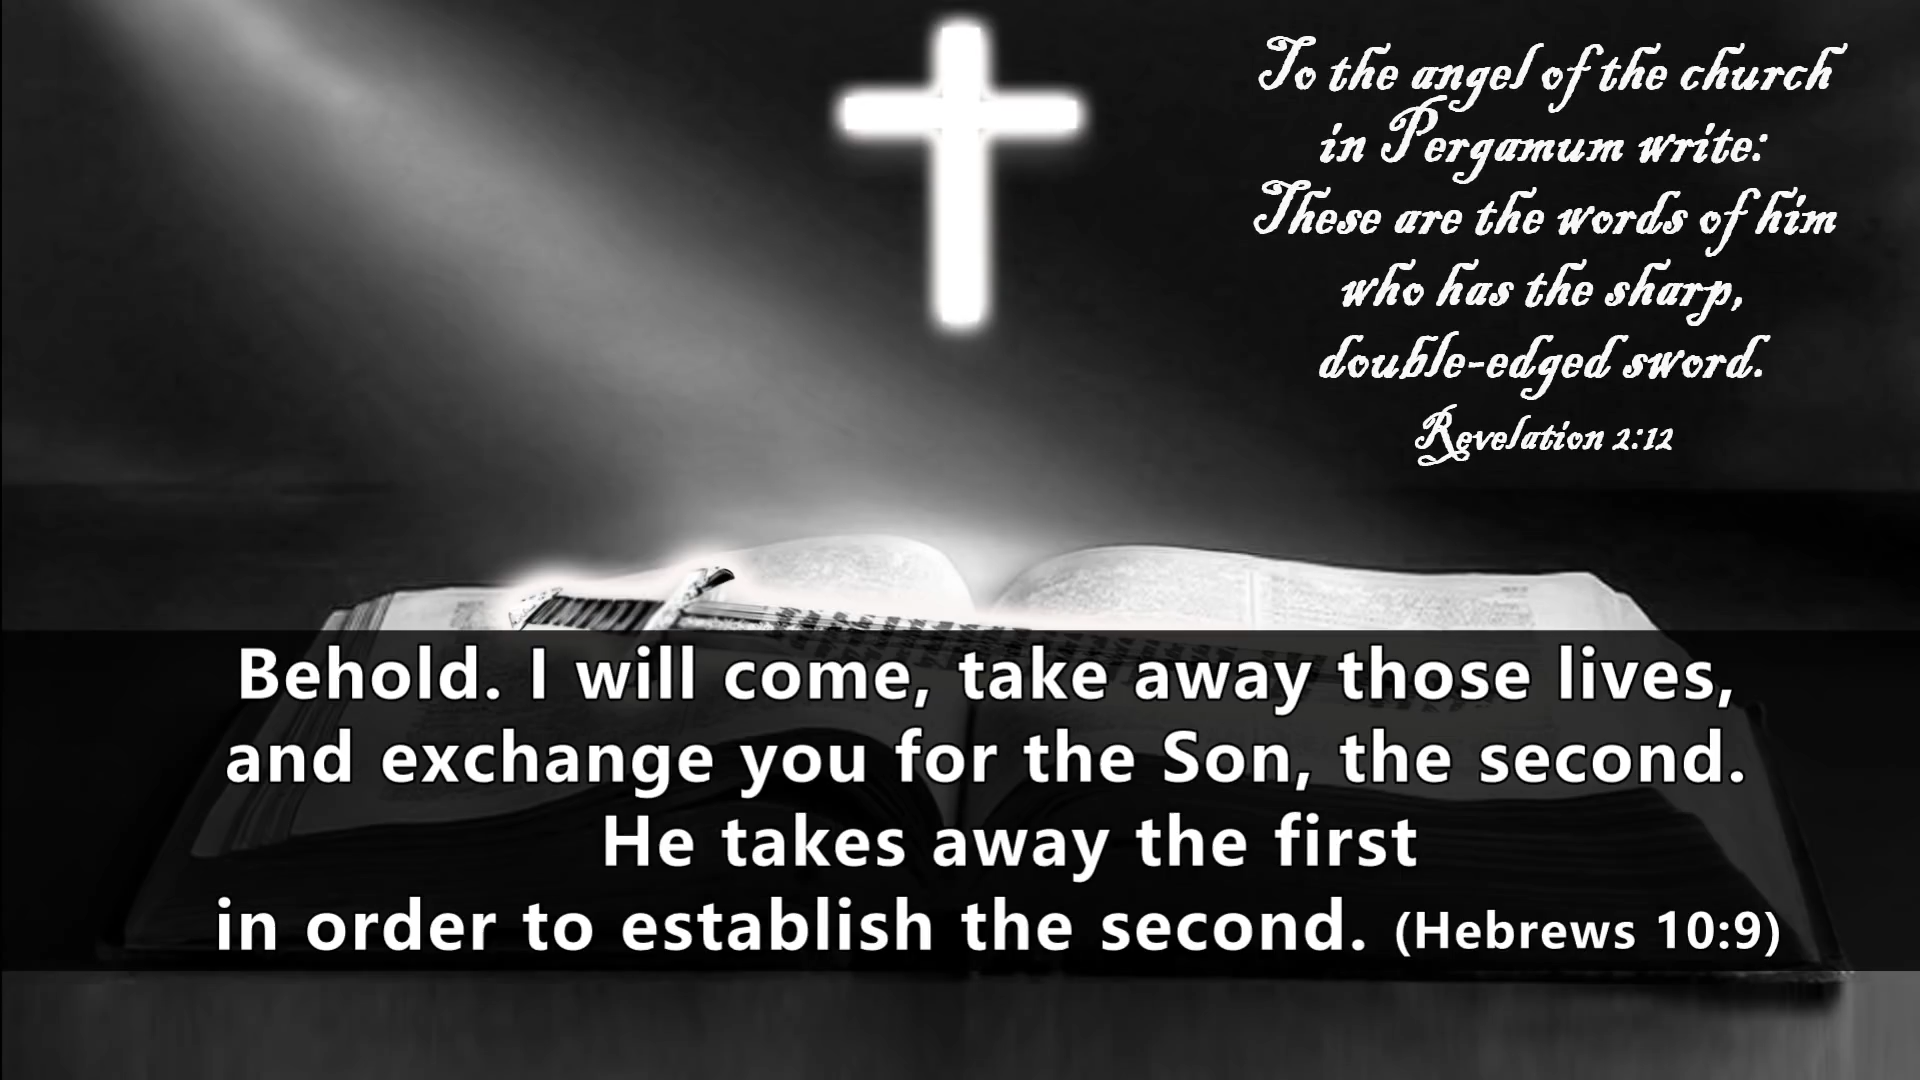 To the angel of the church
in Pergamum write:
These are the words of him
who has the sharp,
double-edged sword.
Revelation 2:12
Behold. I will come, take away those lives,
and exchange you for the Son, the second.
He takes away the first
in order to establish the second. (Hebrews 10:9)